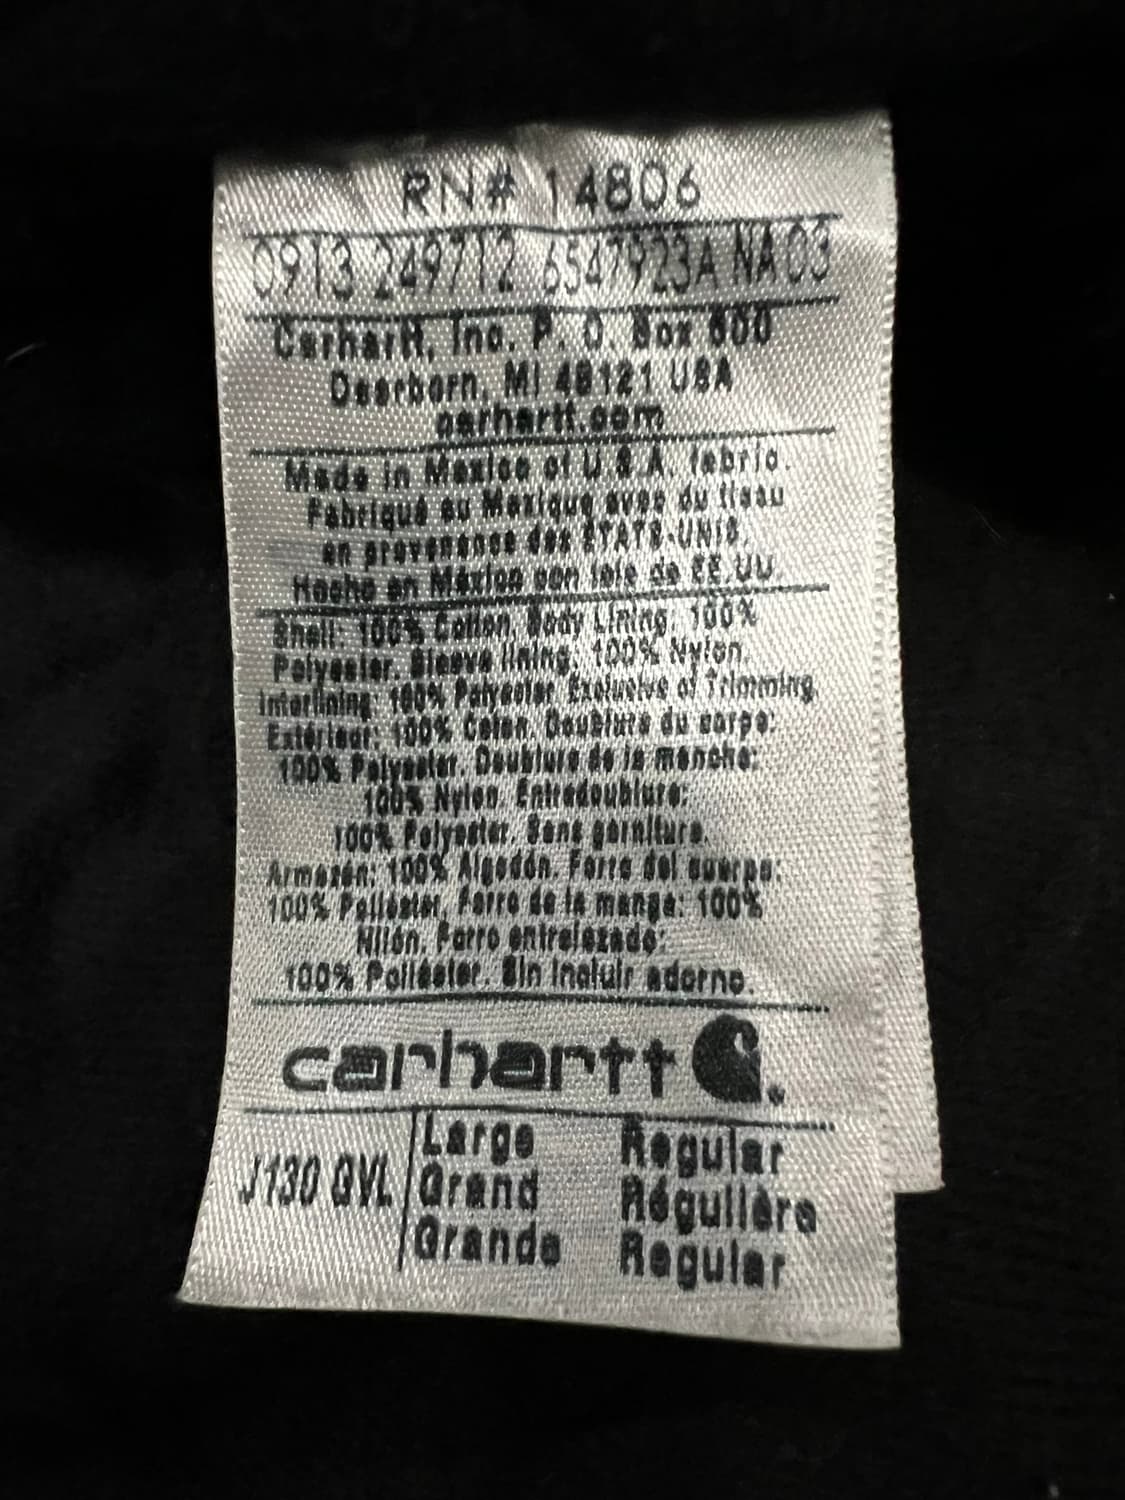 RN# 14806
0913 249712 6547923A NA 03
Carhartt, Inc. P. O. Box 600
Dearborn, MI 48121 USA
carhartt.com
Made in Mexico of U.S.A. fabric.
Fabriqué au Mexique avec du tissu
en provenance des ÉTATS-UNIS.
Hecho en México con tela de EE.UU.
Shell: 100% Cotton. Body Lining: 100%
Polyester. Sleeve lining: 100% Nylon.
Interlining: 100% Polyester. Exclusive of Trimming.
Extérieur: 100% Coton. Doublure du corps:
100% Polyester. Doublure de la manche:
100% Nylon. Entredoublure:
100% Polyester. Sans garniture.
Armazón: 100% Algodón. Forro del cuerpo:
100% Poliéster. Forro de la manga: 100%
Nilón. Forro entrelazado:
100% Poliéster. Sin incluir adorno.
carhartt
J130 GVL
Large Regular
Grand Régulière
Grande Regular